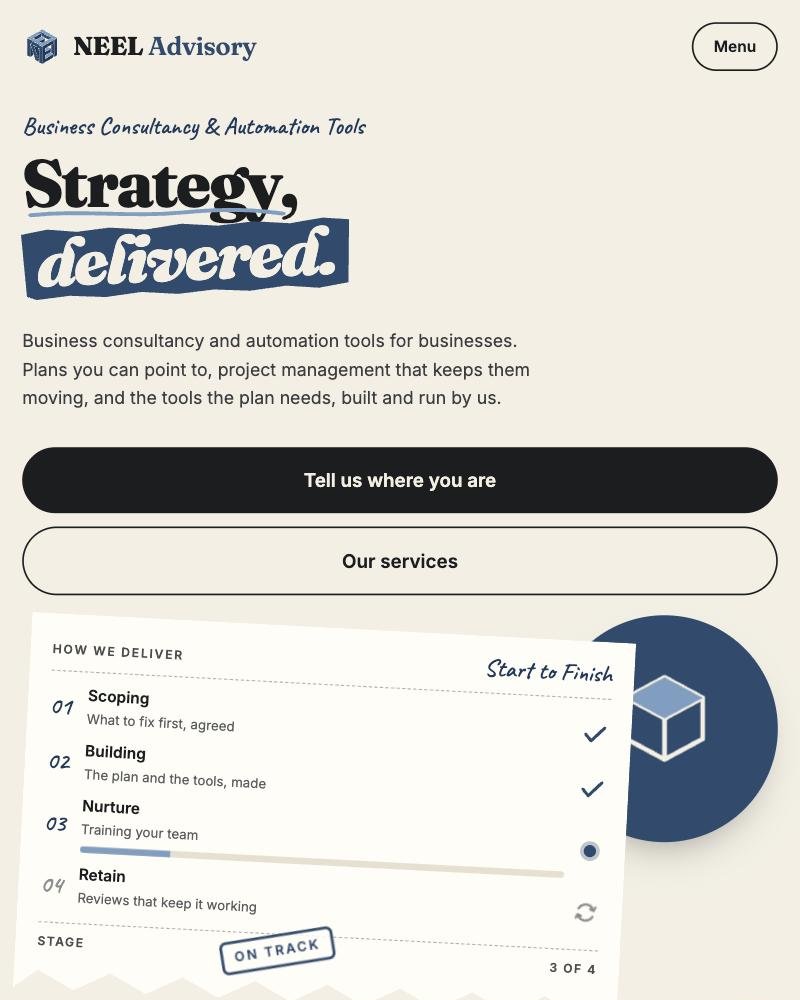 NEEL Advisory
Menu
Business Consultancy & Automation Tools
Strategy,
delivered.
Business consultancy and automation tools for businesses.
Plans you can point to, project management that keeps them
moving, and the tools the plan needs, built and run by us.
Tell us where you are
Our services
HOW WE DELIVER
Start to Finish
01 Scoping
What to fix first, agreed
02 Building
The plan and the tools, made
03 Nurture
Training your team
04 Retain
Reviews that keep it working
STAGE
ON TRACK
3 OF 4